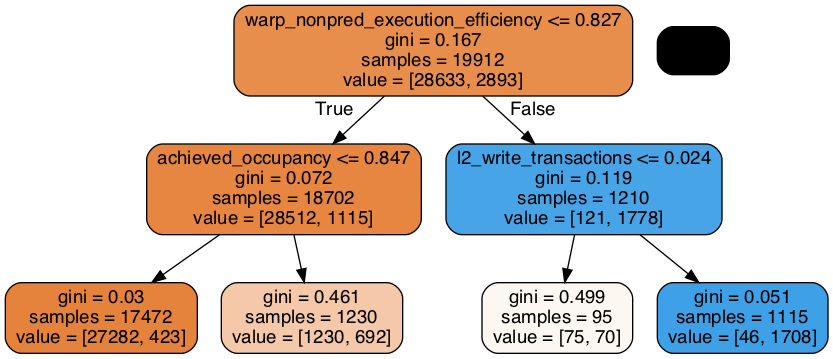 warp_nonpred_execution_efficiency <= 0.827
gini = 0.167
samples = 19912
value = [28633, 2893]
True
False
achieved_occupancy <= 0.847
gini = 0.072
samples = 18702
value = [28512, 1115]
l2_write_transactions <= 0.024
gini = 0.119
samples = 1210
value = [121, 1778]
gini = 0.03
samples = 17472
value = [27282, 423]
gini = 0.461
samples = 1230
value = [1230, 692]
gini = 0.499
samples = 95
value = [75, 70]
gini = 0.051
samples = 1115
value = [46, 1708]